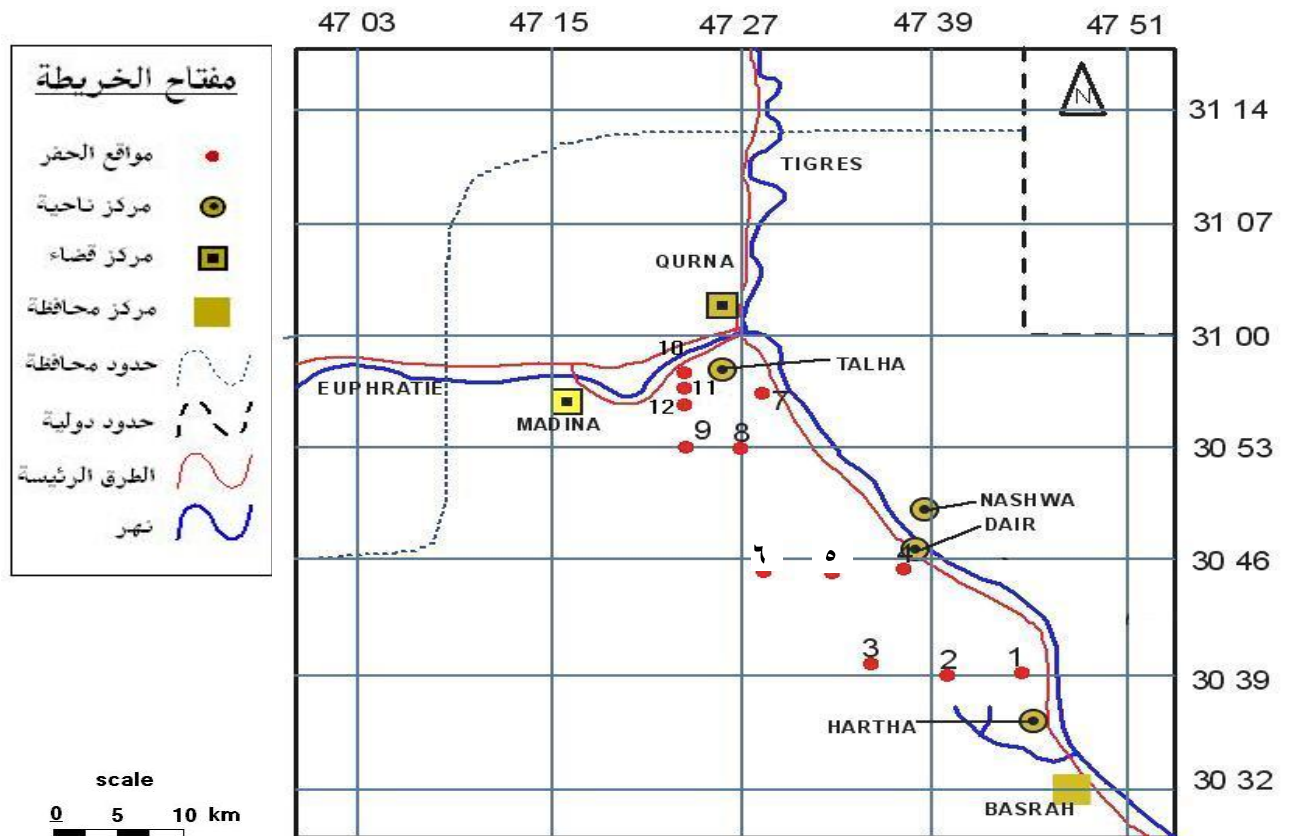 47 03 47 15 47 27 47 39 47 51
مفتاح الخريطة
مواقع الحفر
مركز ناحية
مركز قضاء
مركز محافظة
حدود محافظة
حدود دولية
الطرق الرئيسة
نهر
N
31 14
TIGRES
31 07
QURNA
31 00
10
TALHA
EUPHRATIE
11
7
12
MADINA
9 8
30 53
NASHWA
DAIR
٦ ٥ 4
30 46
3 2 1
30 39
HARTHA
30 32
BASRAH
scale
0 5 10 km